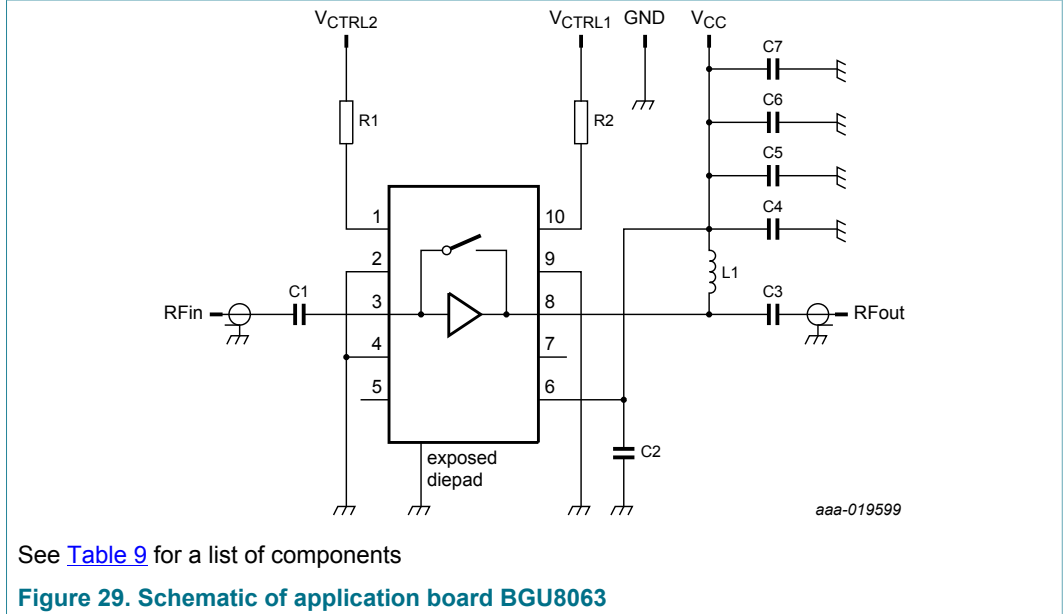 VCTRL2
VCTRL1 GND VCC
C7
C6
R1
R2
C5
C4
1
10
2
9
L1
C1
3
8
C3
RFin
RFout
4
7
5
6
C2
exposed
diepad
aaa-019599
See Table 9 for a list of components
Figure 29. Schematic of application board BGU8063